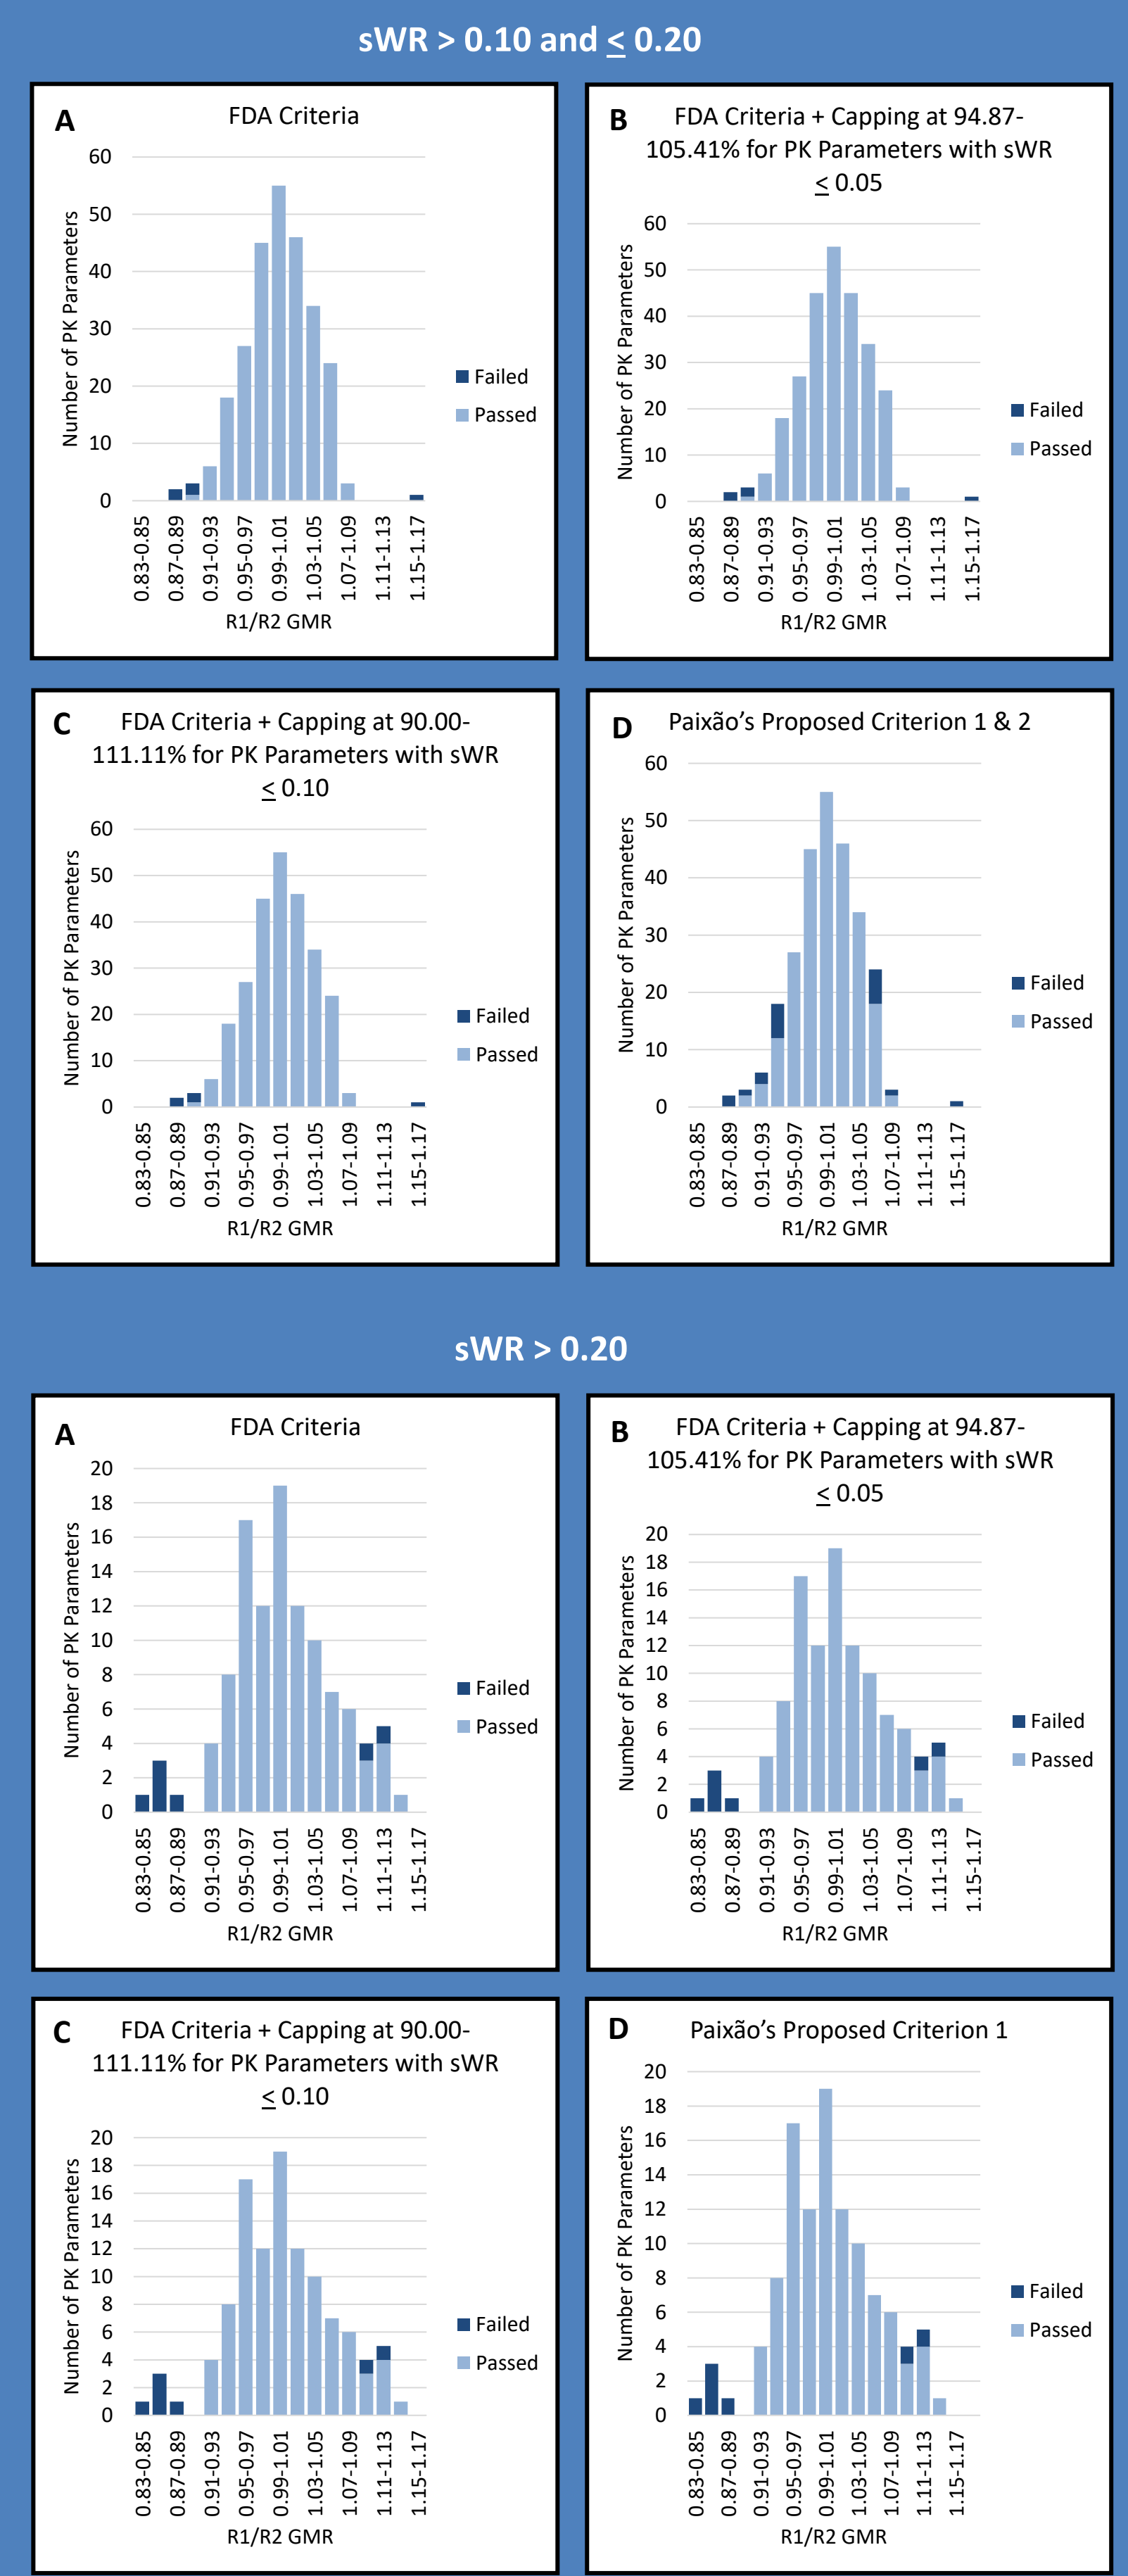 sWR > 0.10 and ≤ 0.20
A
FDA Criteria
Number of PK Parameters
60
50
40
30
20
10
0
0.83-0.85
0.87-0.89
0.91-0.93
0.95-0.97
0.99-1.01
1.03-1.05
1.07-1.09
1.11-1.13
1.15-1.17
R1/R2 GMR
Failed
Passed
B
FDA Criteria + Capping at 94.87-
105.41% for PK Parameters with sWR
≤ 0.05
Number of PK Parameters
60
50
40
30
20
10
0
0.83-0.85
0.87-0.89
0.91-0.93
0.95-0.97
0.99-1.01
1.03-1.05
1.07-1.09
1.11-1.13
1.15-1.17
R1/R2 GMR
Failed
Passed
C
FDA Criteria + Capping at 90.00-
111.11% for PK Parameters with sWR
≤ 0.10
Number of PK Parameters
60
50
40
30
20
10
0
0.83-0.85
0.87-0.89
0.91-0.93
0.95-0.97
0.99-1.01
1.03-1.05
1.07-1.09
1.11-1.13
1.15-1.17
R1/R2 GMR
Failed
Passed
D
Paixão’s Proposed Criterion 1 & 2
Number of PK Parameters
60
50
40
30
20
10
0
0.83-0.85
0.87-0.89
0.91-0.93
0.95-0.97
0.99-1.01
1.03-1.05
1.07-1.09
1.11-1.13
1.15-1.17
R1/R2 GMR
Failed
Passed
sWR > 0.20
A
FDA Criteria
Number of PK Parameters
20
18
16
14
12
10
8
6
4
2
0
0.83-0.85
0.87-0.89
0.91-0.93
0.95-0.97
0.99-1.01
1.03-1.05
1.07-1.09
1.11-1.13
1.15-1.17
R1/R2 GMR
Failed
Passed
B
FDA Criteria + Capping at 94.87-
105.41% for PK Parameters with sWR
≤ 0.05
Number of PK Parameters
20
18
16
14
12
10
8
6
4
2
0
0.83-0.85
0.87-0.89
0.91-0.93
0.95-0.97
0.99-1.01
1.03-1.05
1.07-1.09
1.11-1.13
1.15-1.17
R1/R2 GMR
Failed
Passed
C
FDA Criteria + Capping at 90.00-
111.11% for PK Parameters with sWR
≤ 0.10
Number of PK Parameters
20
18
16
14
12
10
8
6
4
2
0
0.83-0.85
0.87-0.89
0.91-0.93
0.95-0.97
0.99-1.01
1.03-1.05
1.07-1.09
1.11-1.13
1.15-1.17
R1/R2 GMR
Failed
Passed
D
Paixão’s Proposed Criterion 1
Number of PK Parameters
20
18
16
14
12
10
8
6
4
2
0
0.83-0.85
0.87-0.89
0.91-0.93
0.95-0.97
0.99-1.01
1.03-1.05
1.07-1.09
1.11-1.13
1.15-1.17
R1/R2 GMR
Failed
Passed